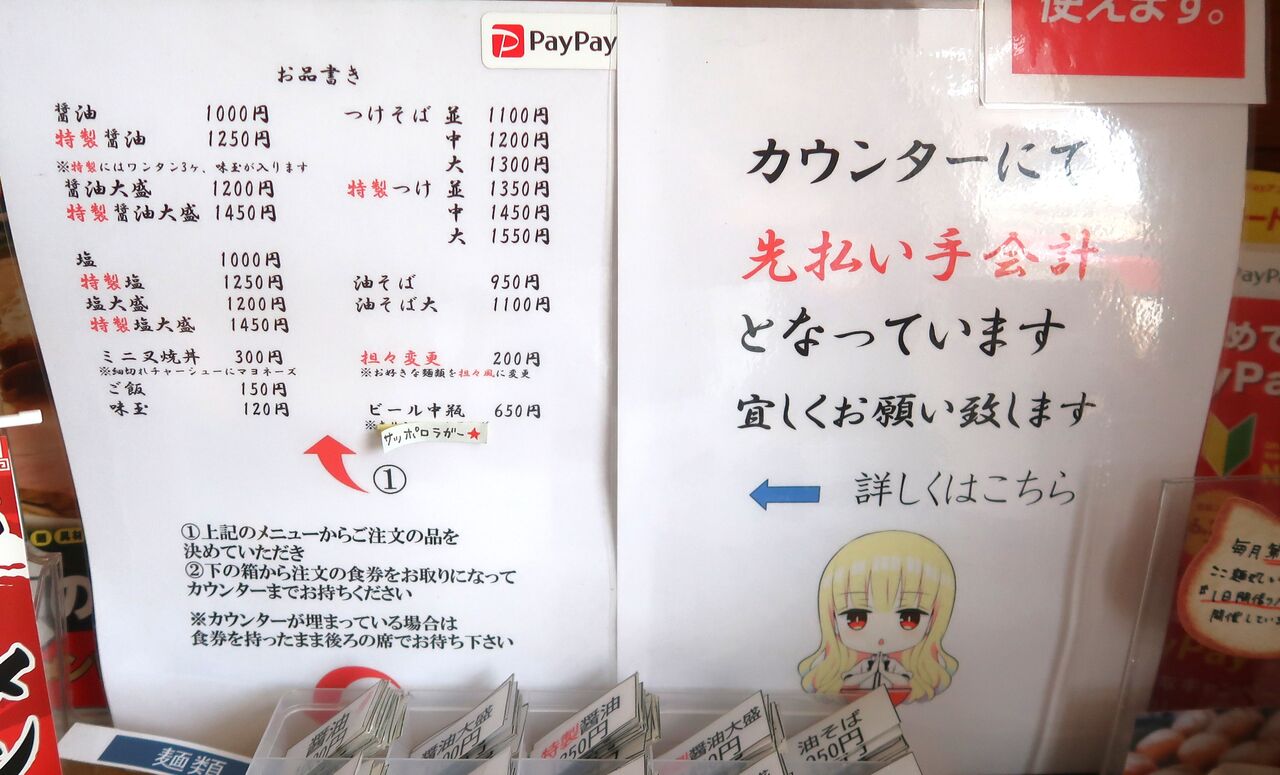 PayPay
使えます。
お品書き
醤油 1000円
特製醤油 1250円
※特製にはワンタン3ヶ、味玉が入ります
醤油大盛 1200円
特製醤油大盛 1450円
塩 1000円
特製塩 1250円
塩大盛 1200円
特製塩大盛 1450円
ミニ叉焼丼 300円
※細切れチャーシューにマヨネーズ
ご飯 150円
味玉 120円
つけそば 並 1100円
中 1200円
大 1300円
特製つけ 並 1350円
中 1450円
大 1550円
油そば 950円
油そば大 1100円
担々変更 200円
※お好きな麺類を担々風に変更
ビール中瓶 650円
サッポロラガー★
①
①上記のメニューからご注文の品を
決めていただき
②下の箱から注文の食券をお取りになって
カウンターまでお持ちください
※カウンターが埋まっている場合は
食券を持ったまま後ろの席でお待ち下さい
カウンターにて
先払い手会計
となっています
宜しくお願い致します
詳しくはこちら
麺類
醤油
醤油大盛
特製醤油
醤油大盛
油そば
毎月第
開催してい